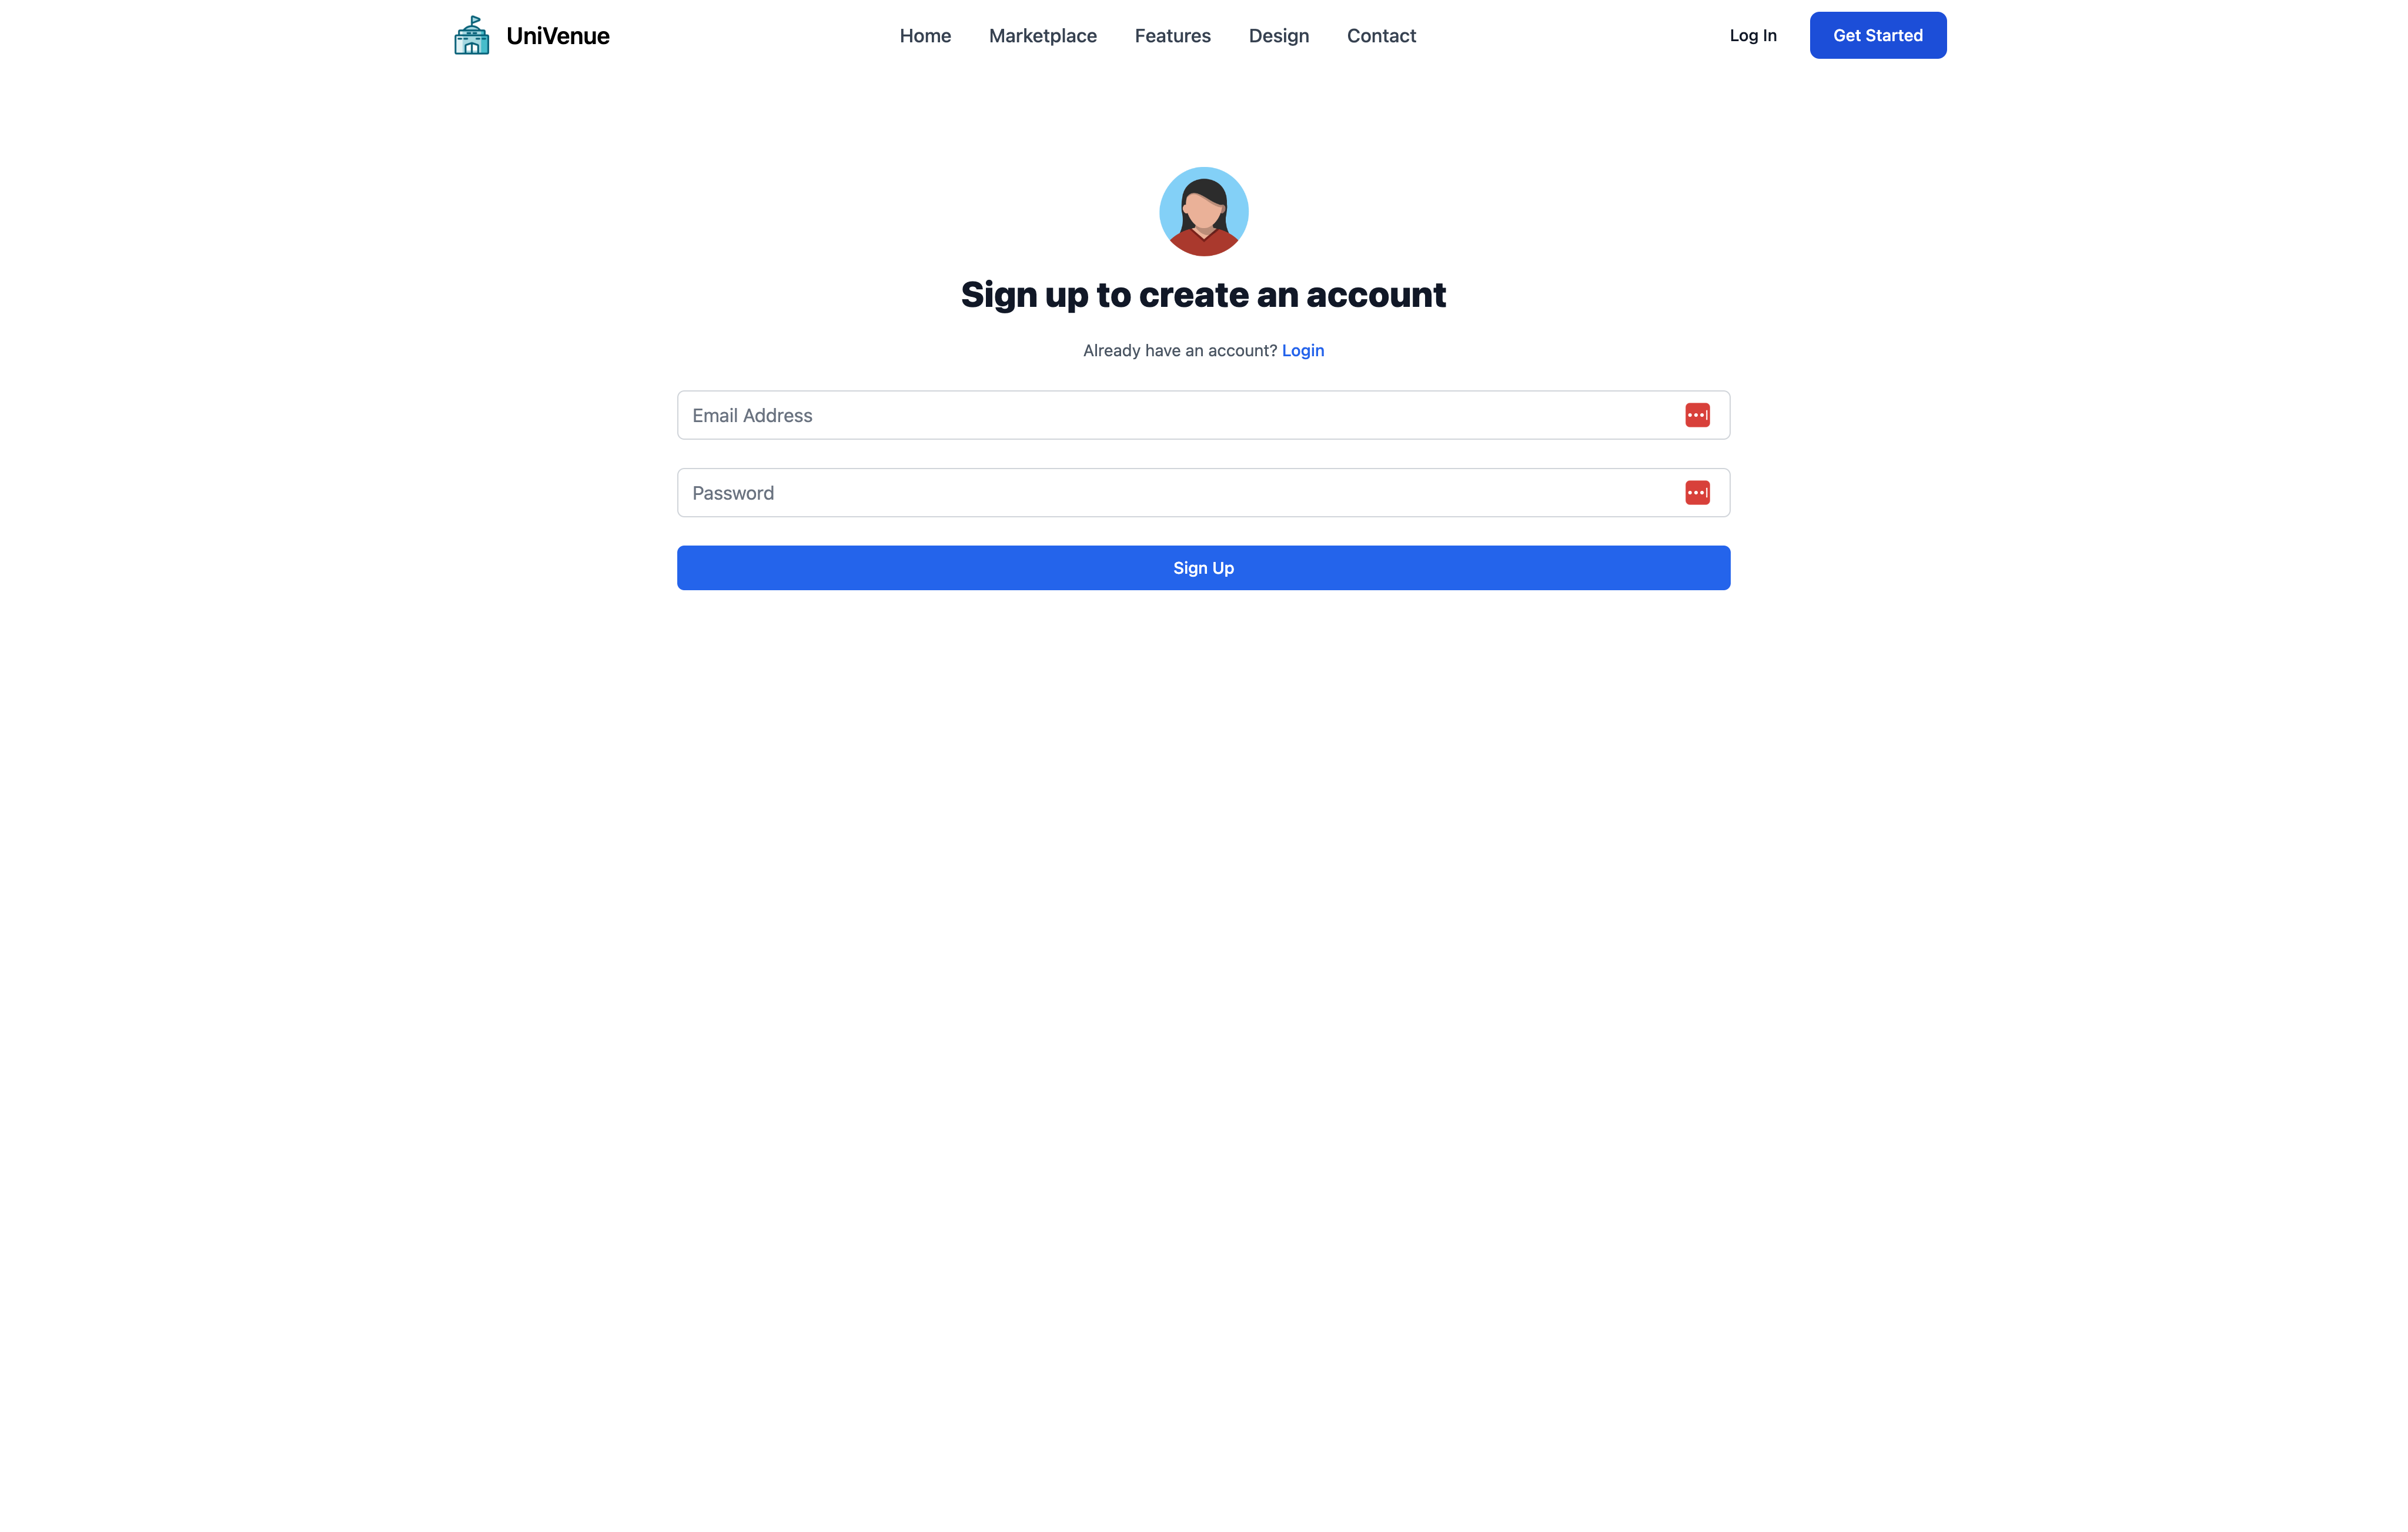 UniVenue
Home Marketplace Features Design Contact
Log In Get Started
Sign up to create an account
Already have an account? Login
Email Address
Password
Sign Up